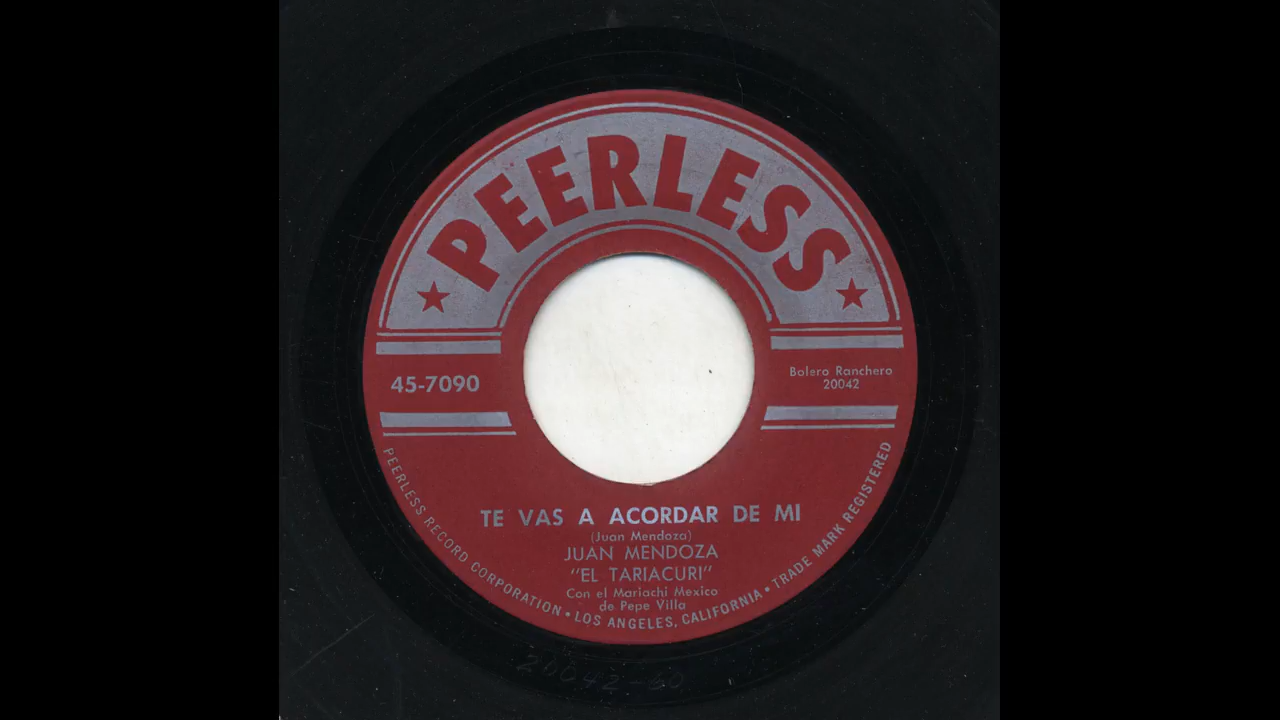 PEERLESS
45-7090
Bolero Ranchero
20042
TE VAS A ACORDAR DE MI
(Juan Mendoza)
JUAN MENDOZA
"EL TARIACURI"
Con el Mariachi Mexico
de Pepe Villa
PEERLESS RECORD CORPORATION • LOS ANGELES, CALIFORNIA • TRADE MARK REGISTERED
20042-60